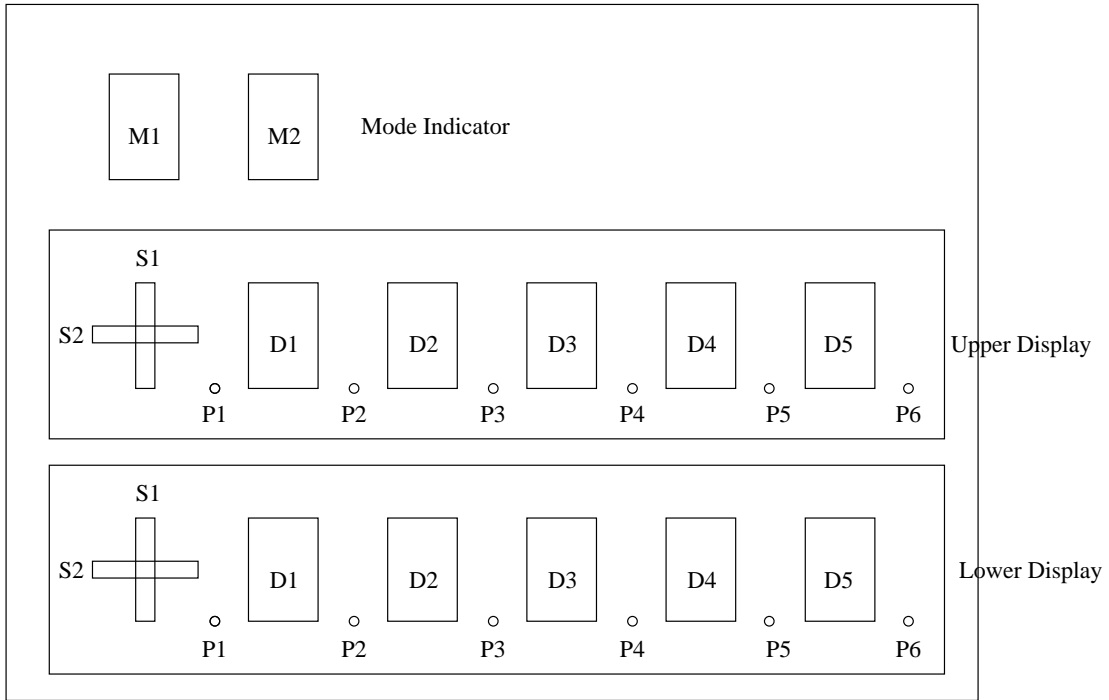 M1 M2 Mode Indicator
S1
S2 D1 D2 D3 D4 D5 Upper Display
P1 P2 P3 P4 P5 P6
S1
S2 D1 D2 D3 D4 D5 Lower Display
P1 P2 P3 P4 P5 P6